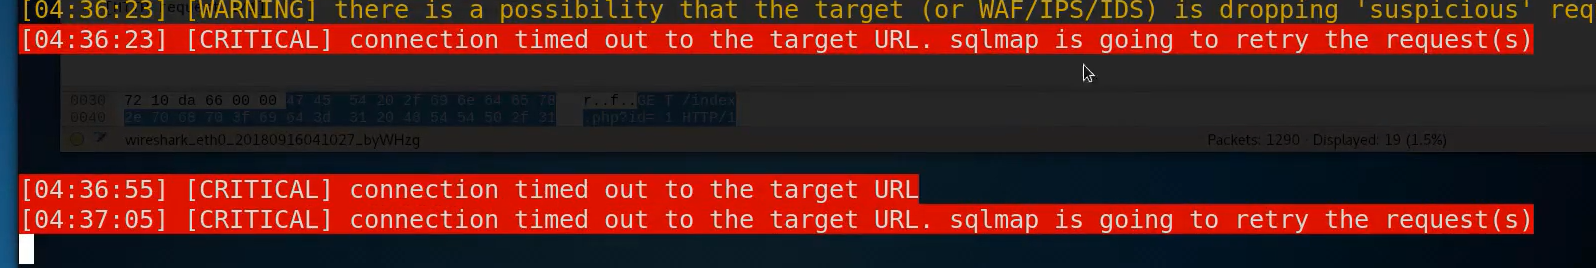 [04:36:23] [WARNING] there is a possibility that the target (or WAF/IPS/IDS) is dropping 'suspicious' req
[04:36:23] [CRITICAL] connection timed out to the target URL. sqlmap is going to retry the request(s)
0030 72 10 da 66 00 00 47 45 54 20 2f 69 6e 64 65 78 r..f..GE T /index
0040 2e 70 68 70 3f 69 64 3d 31 20 48 54 54 50 2f 31 .php?id= 1 HTTP/1
wireshark_eth0_20180916041027_byWHzg Packets: 1290 · Displayed: 19 (1.5%)
[04:36:55] [CRITICAL] connection timed out to the target URL
[04:37:05] [CRITICAL] connection timed out to the target URL. sqlmap is going to retry the request(s)